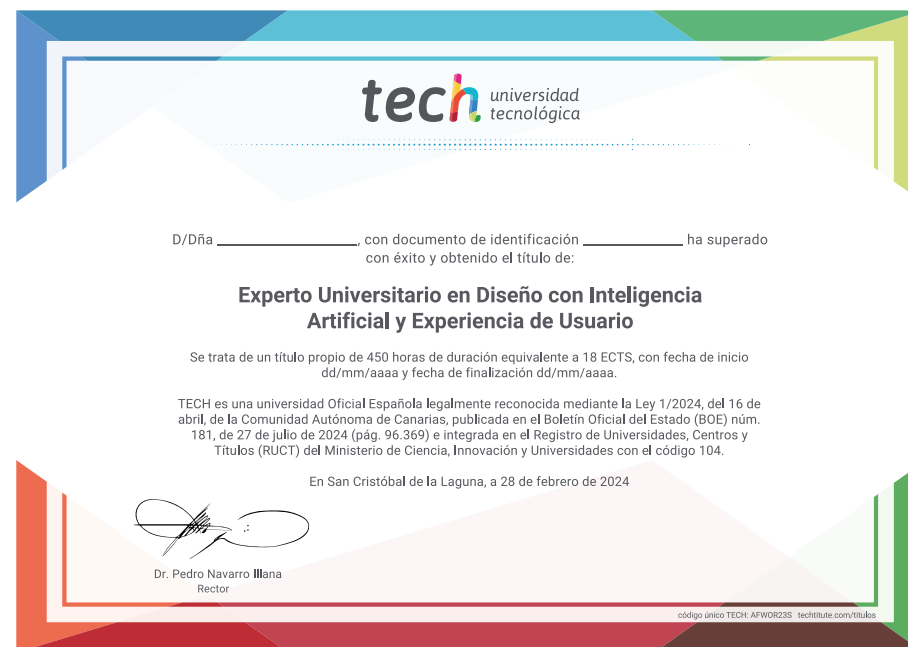 tech universidad
tecnológica
D/Dña ____________________, con documento de identificación ______________ ha superado
con éxito y obtenido el título de:
Experto Universitario en Diseño con Inteligencia
Artificial y Experiencia de Usuario
Se trata de un título propio de 450 horas de duración equivalente a 18 ECTS, con fecha de inicio
dd/mm/aaaa y fecha de finalización dd/mm/aaaa.
TECH es una universidad Oficial Española legalmente reconocida mediante la Ley 1/2024, del 16 de
abril, de la Comunidad Autónoma de Canarias, publicada en el Boletín Oficial del Estado (BOE) núm.
181, de 27 de julio de 2024 (pág. 96.369) e integrada en el Registro de Universidades, Centros y
Títulos (RUCT) del Ministerio de Ciencia, Innovación y Universidades con el código 104.
En San Cristóbal de la Laguna, a 28 de febrero de 2024
Dr. Pedro Navarro Illana
Rector
código único TECH: AFWOR23S techtitute.com/titulos